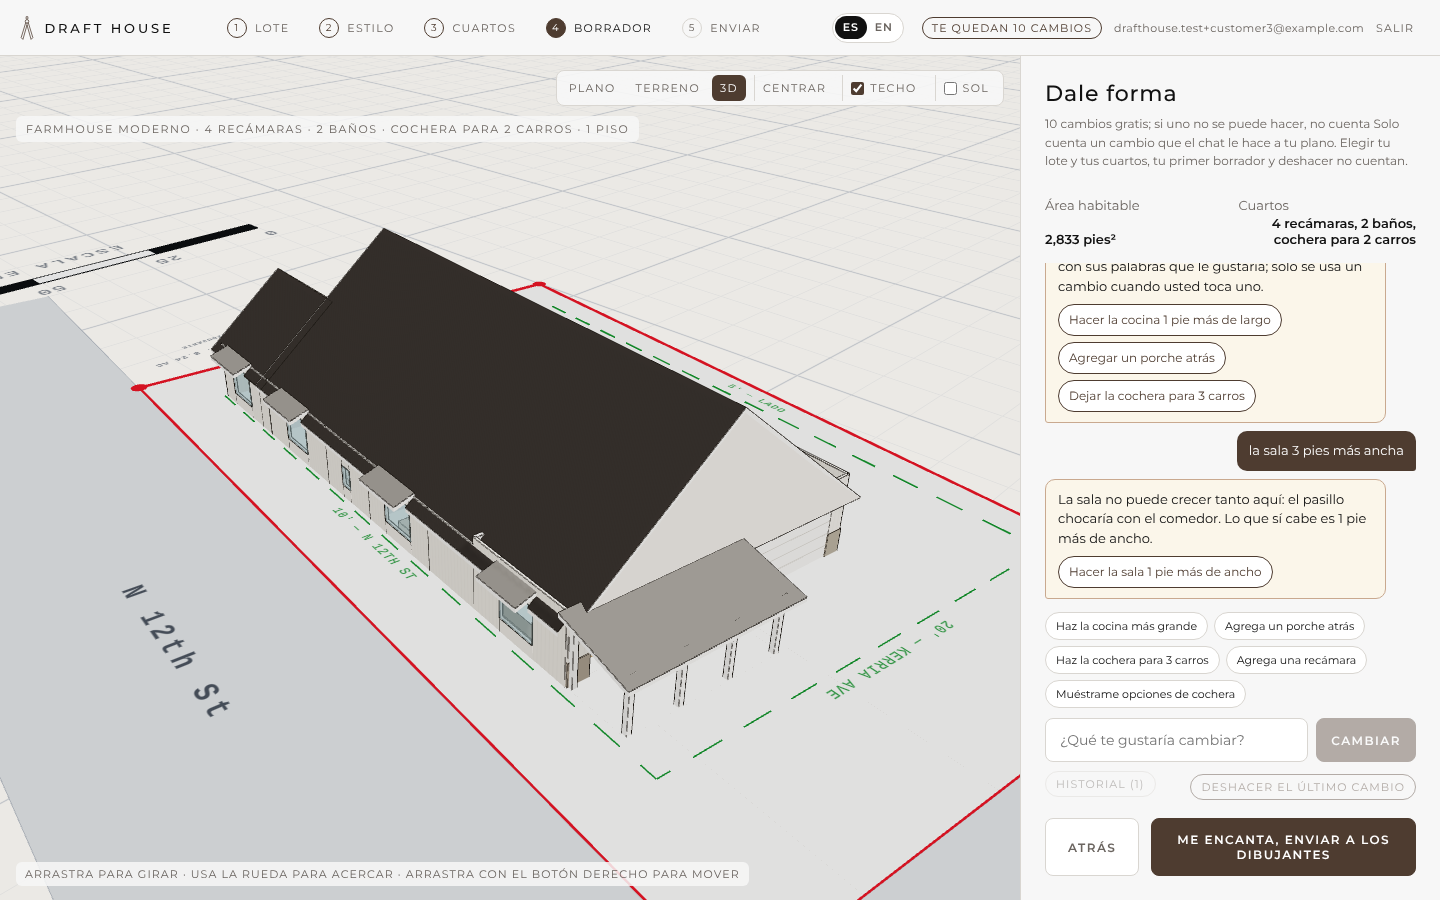 DRAFT HOUSE
1 LOTE
2 ESTILO
3 CUARTOS
4 BORRADOR
5 ENVIAR
ES EN
TE QUEDAN 10 CAMBIOS
drafthouse.test+customer3@example.com
SALIR
PLANO TERRENO 3D CENTRAR TECHO SOL
FARMHOUSE MODERNO · 4 RECÁMARAS · 2 BAÑOS · COCHERA PARA 2 CARROS · 1 PISO
0
25
50
5' – LADO
10' – N 12TH ST
20' – KERRIA AVE
N 12th St
ARRASTRA PARA GIRAR · USA LA RUEDA PARA ACERCAR · ARRASTRA CON EL BOTÓN DERECHO PARA MOVER
Dale forma
10 cambios gratis; si uno no se puede hacer, no cuenta Solo
cuenta un cambio que el chat le hace a tu plano. Elegir tu
lote y tus cuartos, tu primer borrador y deshacer no cuentan.
Área habitable
2,833 pies²
Cuartos
4 recámaras, 2 baños,
cochera para 2 carros
con sus palabras qué le gustaría; solo se usa un
cambio cuando usted toca uno.
Hacer la cocina 1 pie más de largo
Agregar un porche atrás
Dejar la cochera para 3 carros
la sala 3 pies más ancha
La sala no puede crecer tanto aquí: el pasillo
chocaría con el comedor. Lo que sí cabe es 1 pie
más de ancho.
Hacer la sala 1 pie más de ancho
Haz la cocina más grande
Agrega un porche atrás
Haz la cochera para 3 carros
Agrega una recámara
Muéstrame opciones de cochera
¿Qué te gustaría cambiar?
CAMBIAR
HISTORIAL (1)
DESHACER EL ÚLTIMO CAMBIO
ATRÁS
ME ENCANTA, ENVIAR A LOS
DIBUJANTES